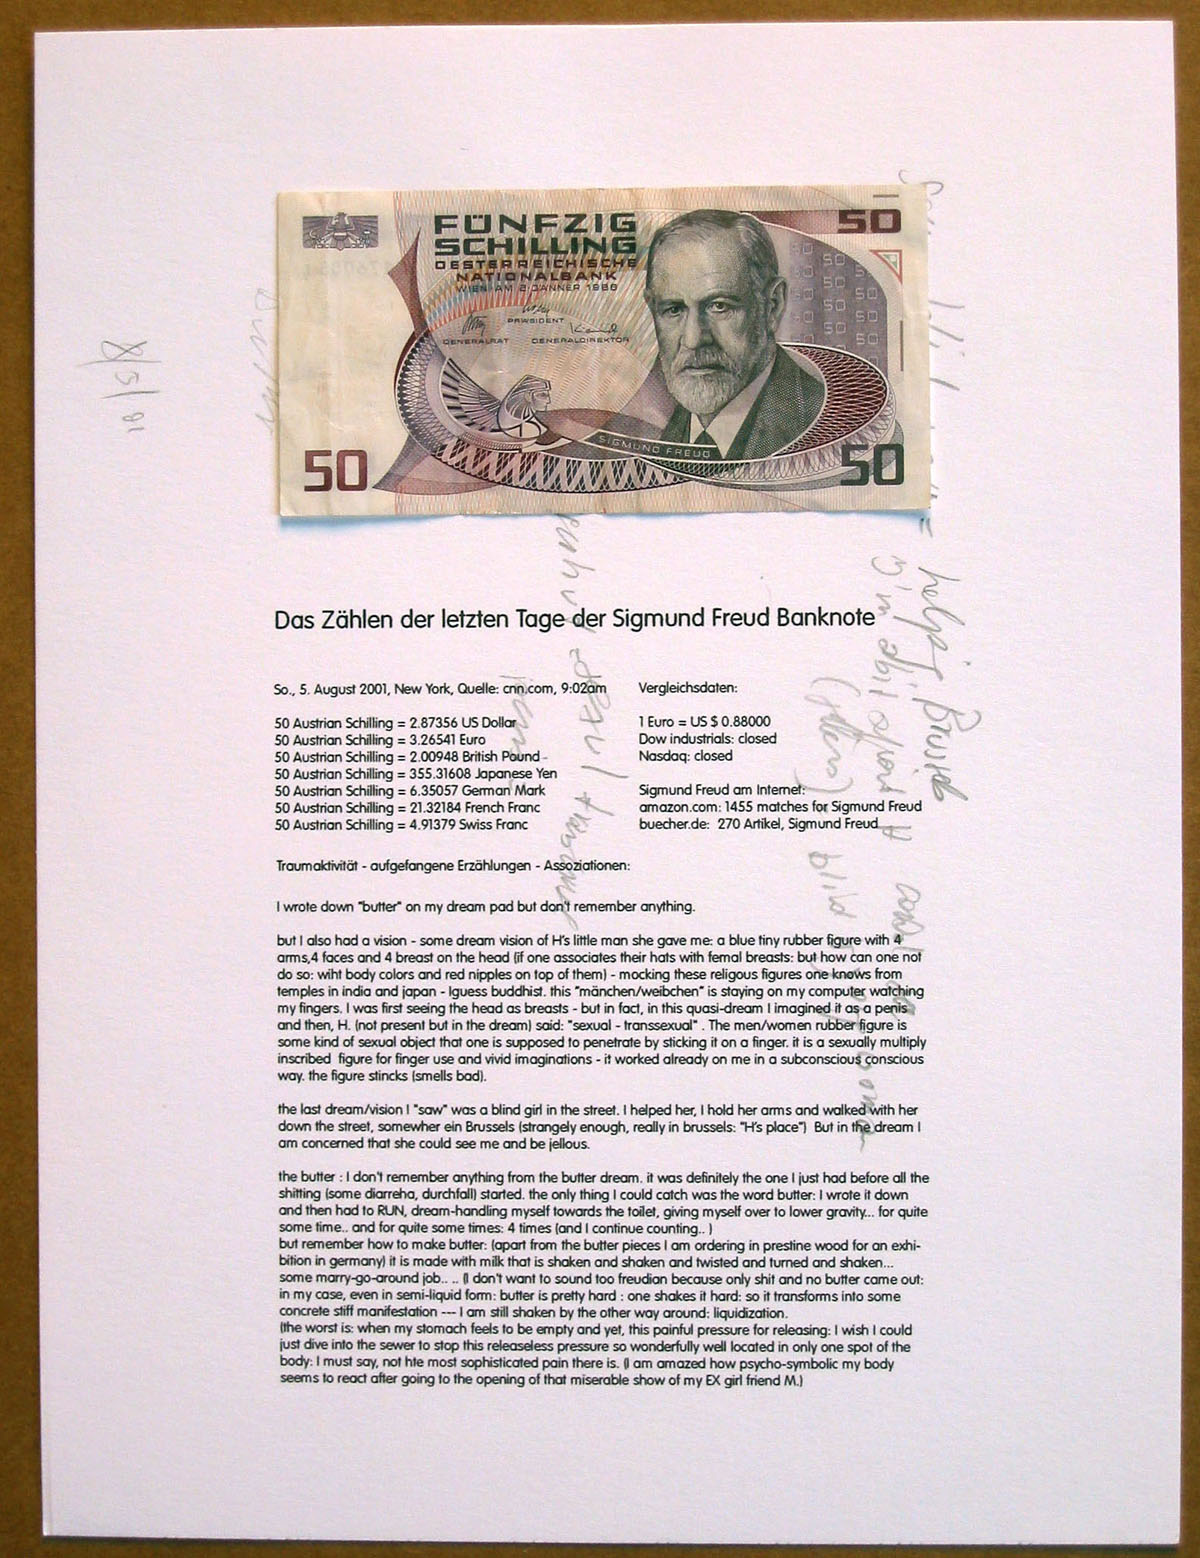 FÜNFZIG
SCHILLING
OESTERREICHISCHE
NATIONALBANK
WIEN AM 2. JÄNNER 1986
PRÄSIDENT
GENERALRAT GENERALDIREKTOR
SIGMUND FREUD
50
50
50
8/5/01
Das Zählen der letzten Tage der Sigmund Freud Banknote
So., 5. August 2001, New York, Quelle: cnn.com, 9:02am
50 Austrian Schilling = 2.87356 US Dollar
50 Austrian Schilling = 3.26541 Euro
50 Austrian Schilling = 2.00948 British Pound
50 Austrian Schilling = 355.31608 Japanese Yen
50 Austrian Schilling = 6.35057 German Mark
50 Austrian Schilling = 21.32184 French Franc
50 Austrian Schilling = 4.91379 Swiss Franc
Vergleichsdaten:
1 Euro = US $ 0.88000
Dow industrials: closed
Nasdaq: closed
Sigmund Freud am Internet:
amazon.com: 1455 matches for Sigmund Freud
buecher.de: 270 Artikel, Sigmund Freud
Traumaktivität - aufgefangene Erzählungen - Assoziationen:
I wrote down "butter" on my dream pad but don't remember anything.
but I also had a vision - some dream vision of H's little man she gave me: a blue tiny rubber figure with 4
arms,4 faces and 4 breast on the head (if one associates their hats with femal breasts: but how can one not
do so: wiht body colors and red nipples on top of them) - mocking these religous figures one knows from
temples in india and japan - Iguess buddhist. this "mänchen/weibchen" is staying on my computer watching
my fingers. I was first seeing the head as breasts - but in fact, in this quasi-dream I imagined it as a penis
and then, H. (not present but in the dream) said: "sexual - transsexual" . The men/women rubber figure is
some kind of sexual object that one is supposed to penetrate by sticking it on a finger. it is a sexually multiply
inscribed figure for finger use and vivid imaginations - it worked already on me in a subconscious conscious
way. the figure stincks (smells bad).
the last dream/vision I "saw" was a blind girl in the street. I helped her, I hold her arms and walked with her
down the street, somewher ein Brussels (strangely enough, really in brussels: "H's place") But in the dream I
am concerned that she could see me and be jellous.
the butter : I don't remember anything from the butter dream. it was definitely the one I just had before all the
shitting (some diarreha, durchfall) started. the only thing I could catch was the word butter: I wrote it down
and then had to RUN, dream-handling myself towards the toilet, giving myself over to lower gravity... for quite
some time.. and for quite some times: 4 times (and I continue counting.. )
but remember how to make butter: (apart from the butter pieces I am ordering in prestine wood for an exhi-
bition in germany) it is made with milk that is shaken and shaken and twisted and turned and shaken...
some marry-go-around job.. .. (I don't want to sound too freudian because only shit and no butter came out:
in my case, even in semi-liquid form: butter is pretty hard : one shakes it hard: so it transforms into some
concrete stiff manifestation --- I am still shaken by the other way around: liquidization.
(the worst is: when my stomach feels to be empty and yet, this painful pressure for releasing: I wish I could
just dive into the sewer to stop this releaseless pressure so wonderfully well located in only one spot of the
body: I must say, not hte most sophisticated pain there is. (I am amazed how psycho-symbolic my body
seems to react after going to the opening of that miserable show of my EX girl friend M.)